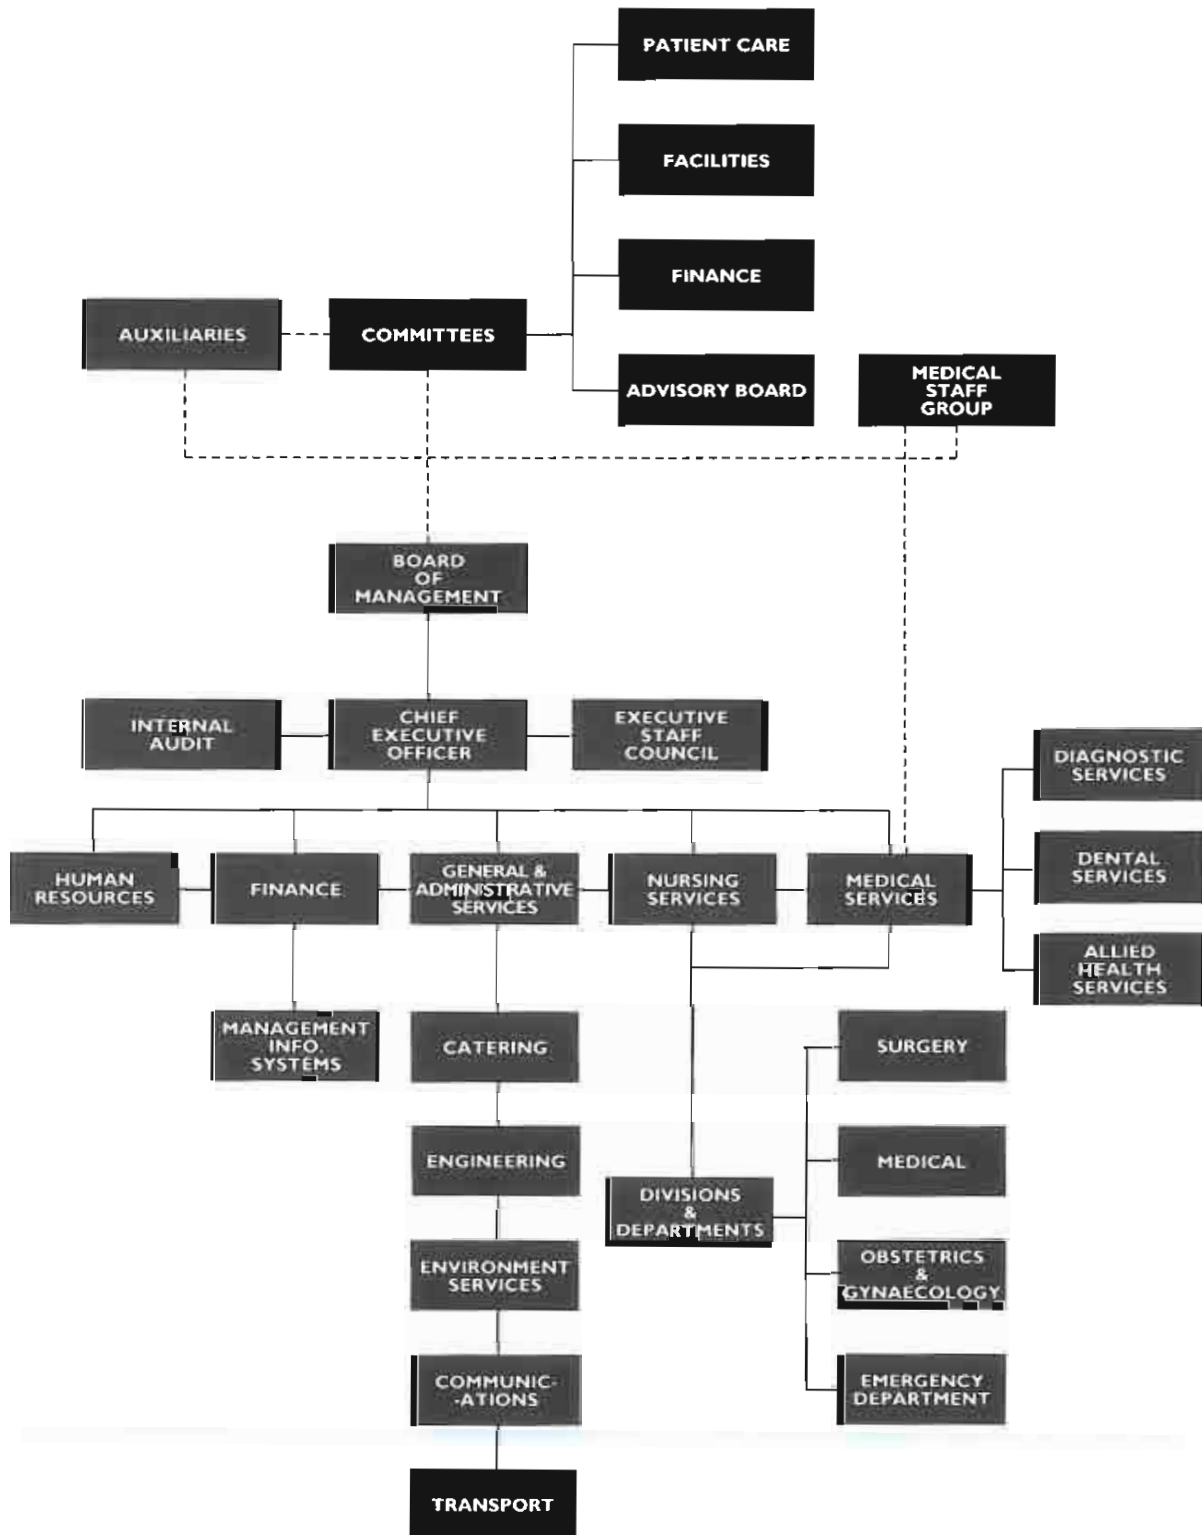 PATIENT CARE
FACILITIES
FINANCE
AUXILIARIES
COMMITTEES
ADVISORY BOARD
MEDICAL
STAFF
GROUP
BOARD
OF
MANAGEMENT
INTERNAL
AUDIT
CHIEF
EXECUTIVE
OFFICER
EXECUTIVE
STAFF
COUNCIL
DIAGNOSTIC
SERVICES
HUMAN
RESOURCES
FINANCE
GENERAL &
ADMINISTRATIVE
SERVICES
NURSING
SERVICES
MEDICAL
SERVICES
DENTAL
SERVICES
ALLIED
HEALTH
SERVICES
MANAGEMENT
INFO.
SYSTEMS
CATERING
SURGERY
ENGINEERING
MEDICAL
DIVISIONS
&
DEPARTMENTS
ENVIRONMENT
SERVICES
OBSTETRICS
&
GYNAECOLOGY
COMMUNIC-
-ATIONS
EMERGENCY
DEPARTMENT
TRANSPORT